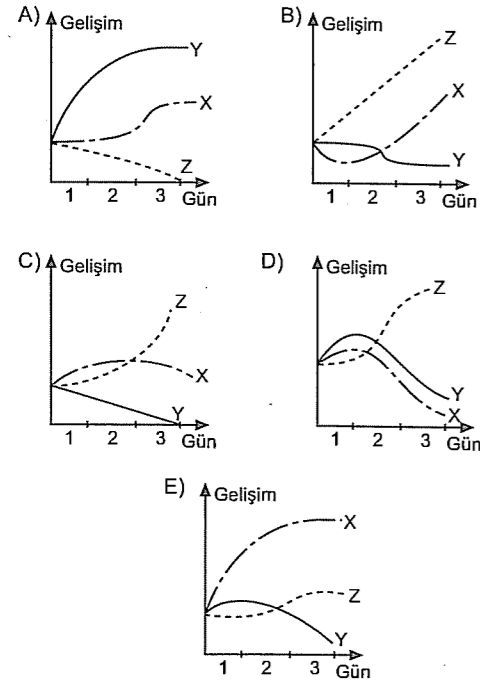 A) Gelişim
Y
X
Z
1 2 3 Gün
B) Gelişim
Z
X
Y
1 2 3 Gün
C) Gelişim
Z
X
Y
1 2 3 Gün
D) Gelişim
Z
Y
X
1 2 3 Gün
E) Gelişim
X
Z
Y
1 2 3 Gün